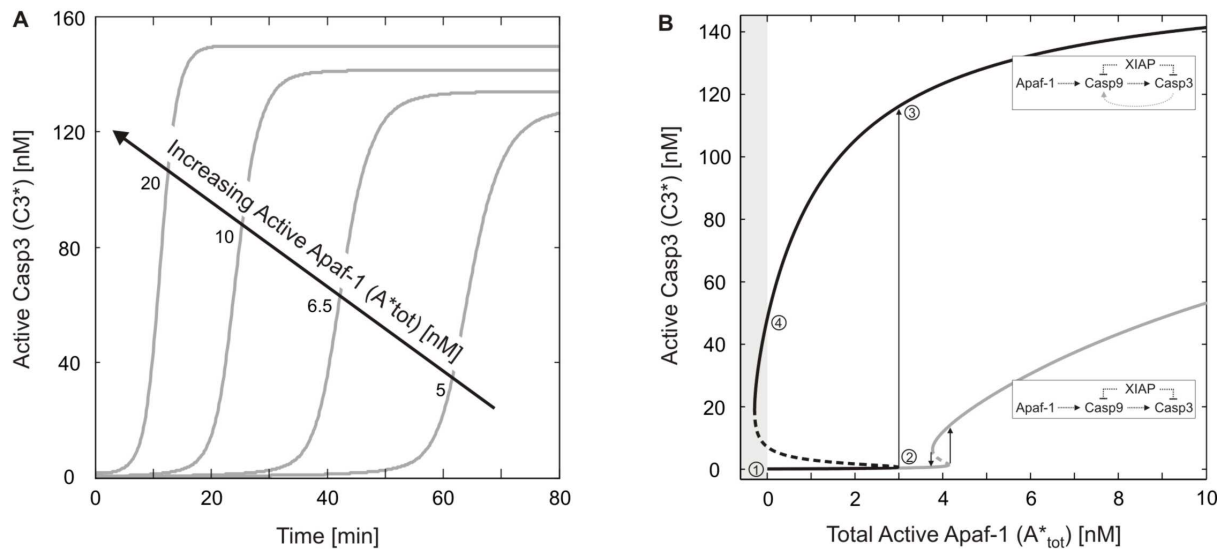 A
Active Casp3 (C3*) [nM]
160
120
80
40
0
Increasing Active Apaf-1 (A*tot) [nM]
20
10
6.5
5
0
20
40
60
80
Time [min]
B
Active Casp3 (C3*) [nM]
140
120
100
80
60
40
20
0
XIAP
Apaf-1 Casp9 Casp3
③
④
XIAP
Apaf-1 Casp9 Casp3
①
②
0
2
4
6
8
10
Total Active Apaf-1 (A*tot) [nM]